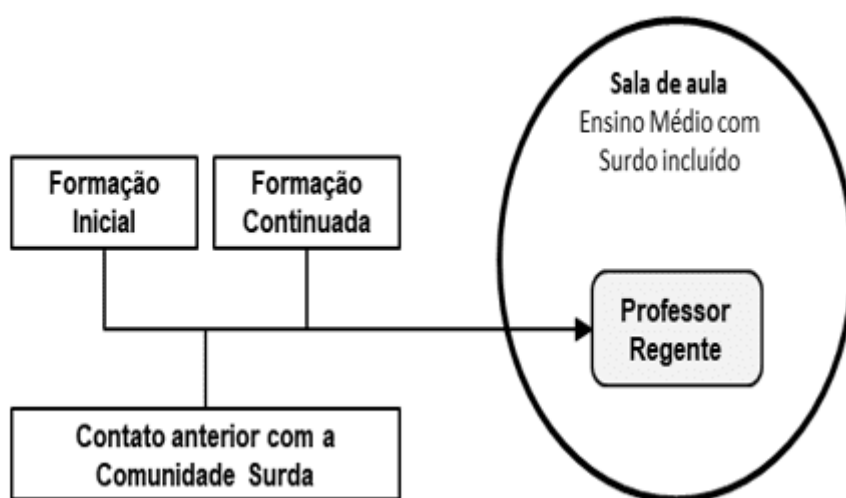 Sala de aula
Ensino Médio com
Surdo incluído
Formação
Inicial
Formação
Continuada
Professor
Regente
Contato anterior com a
Comunidade Surda